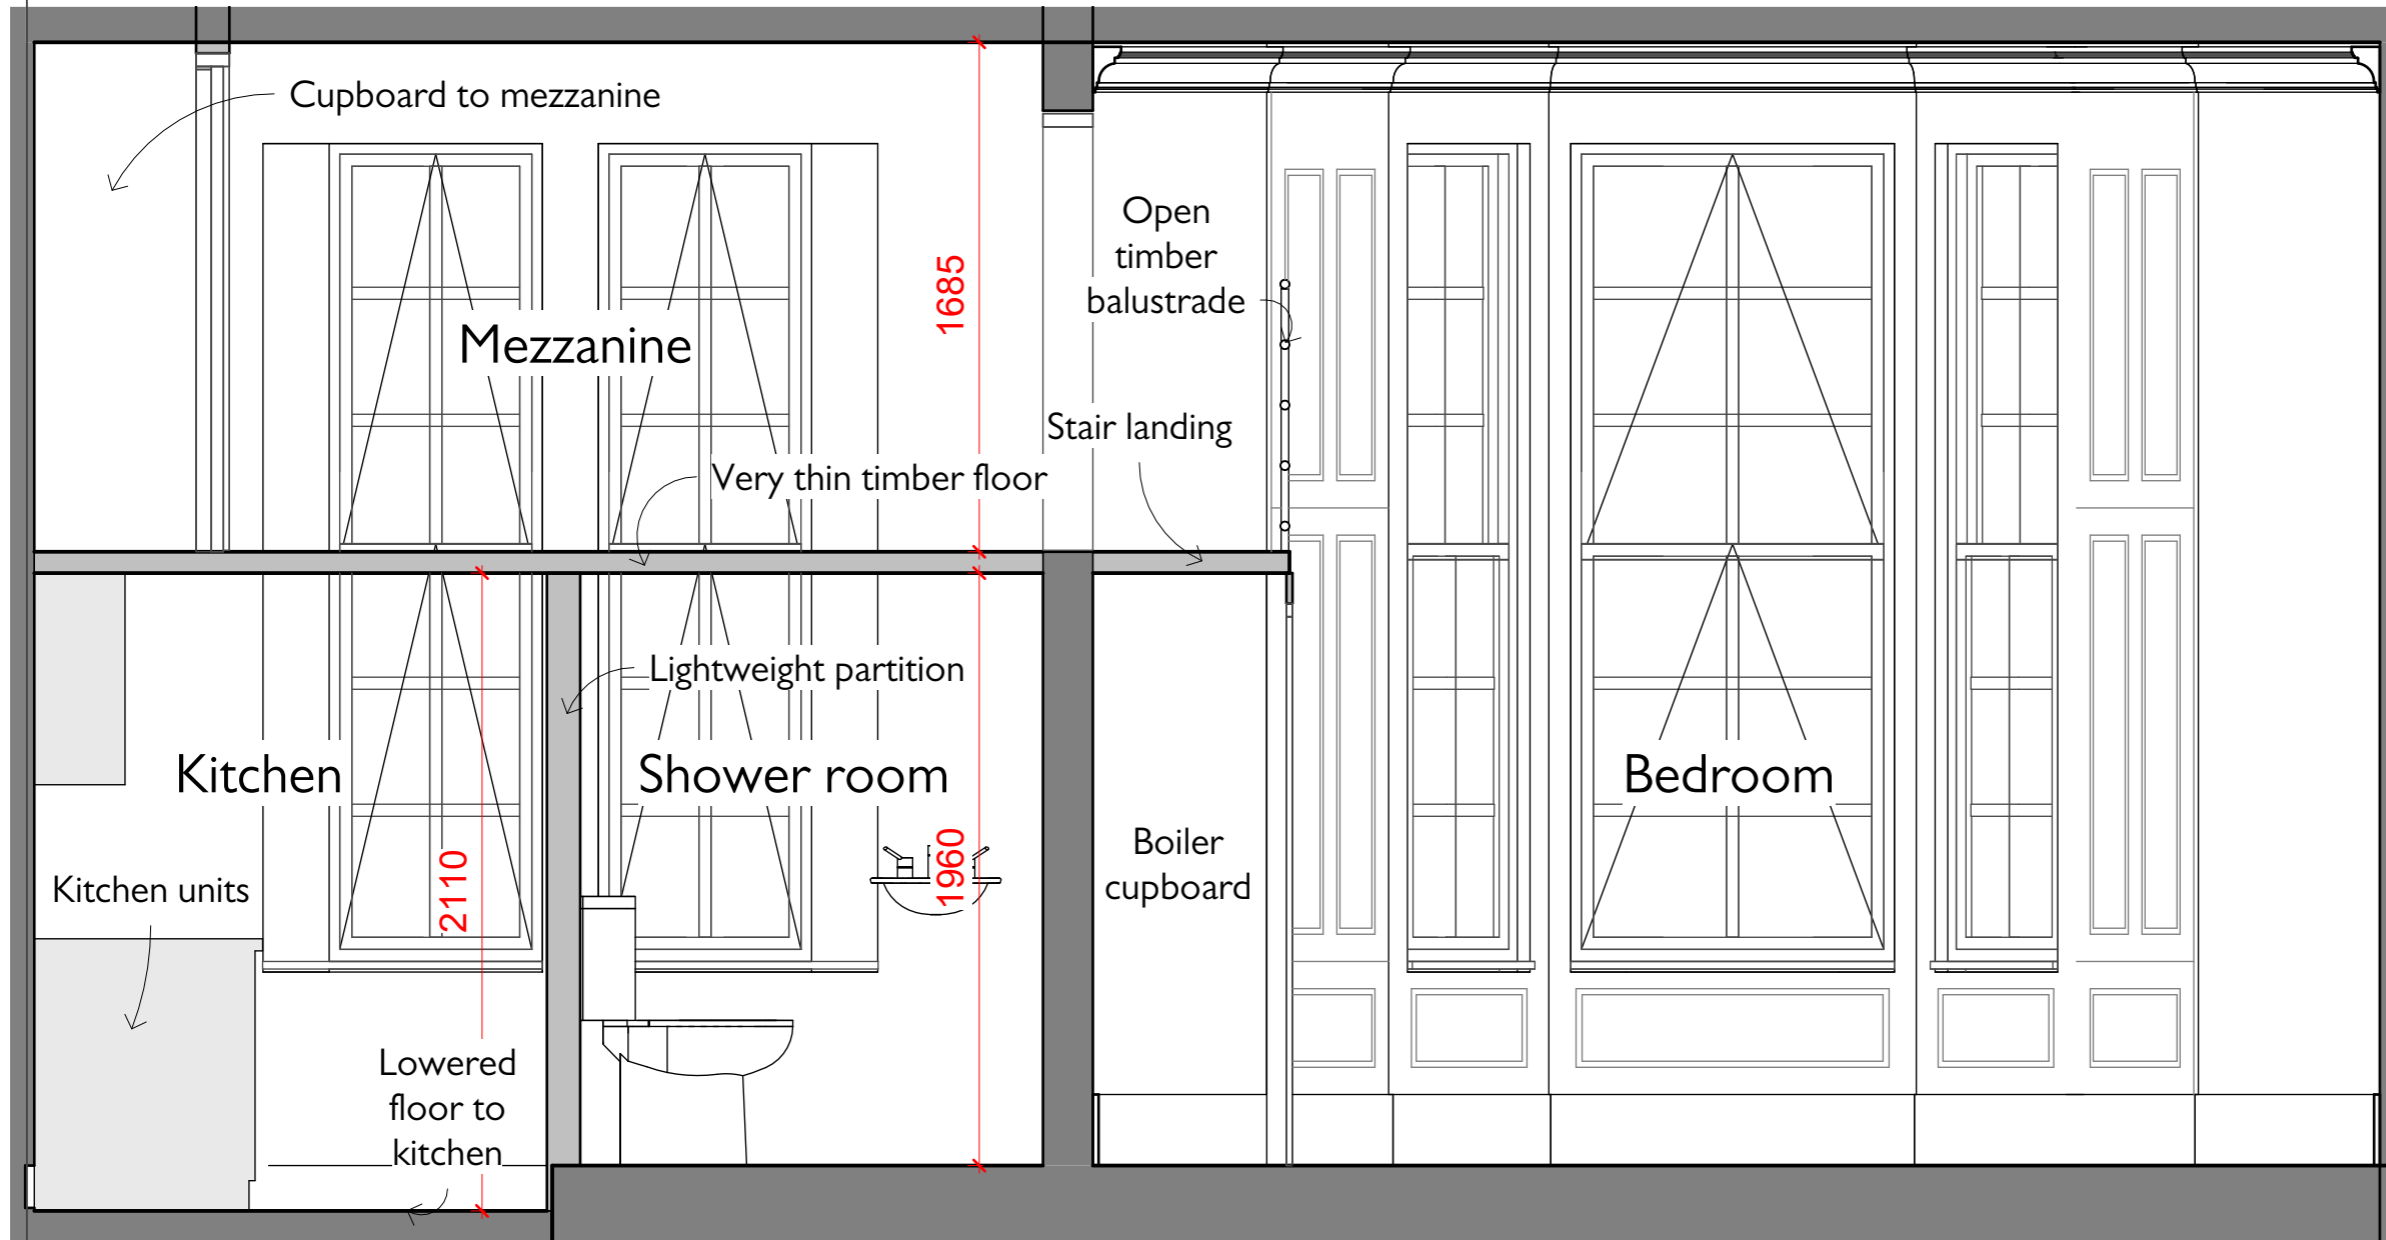 Cupboard to mezzanine
Open
timber
balustrade
1685
Mezzanine
Stair landing
Very thin timber floor
Lightweight partition
Kitchen
Shower room
Bedroom
Boiler
cupboard
1960
2110
Kitchen units
Lowered
floor to
kitchen